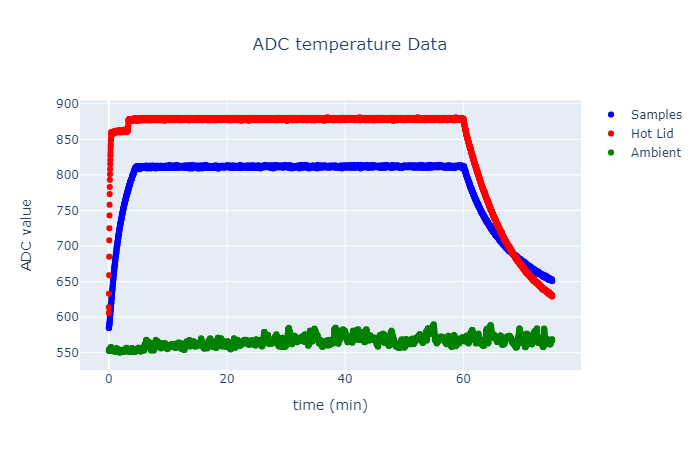 ADC temperature Data
900
850
800
750
700
650
600
550
ADC value
0
20
40
60
time (min)
Samples
Hot Lid
Ambient